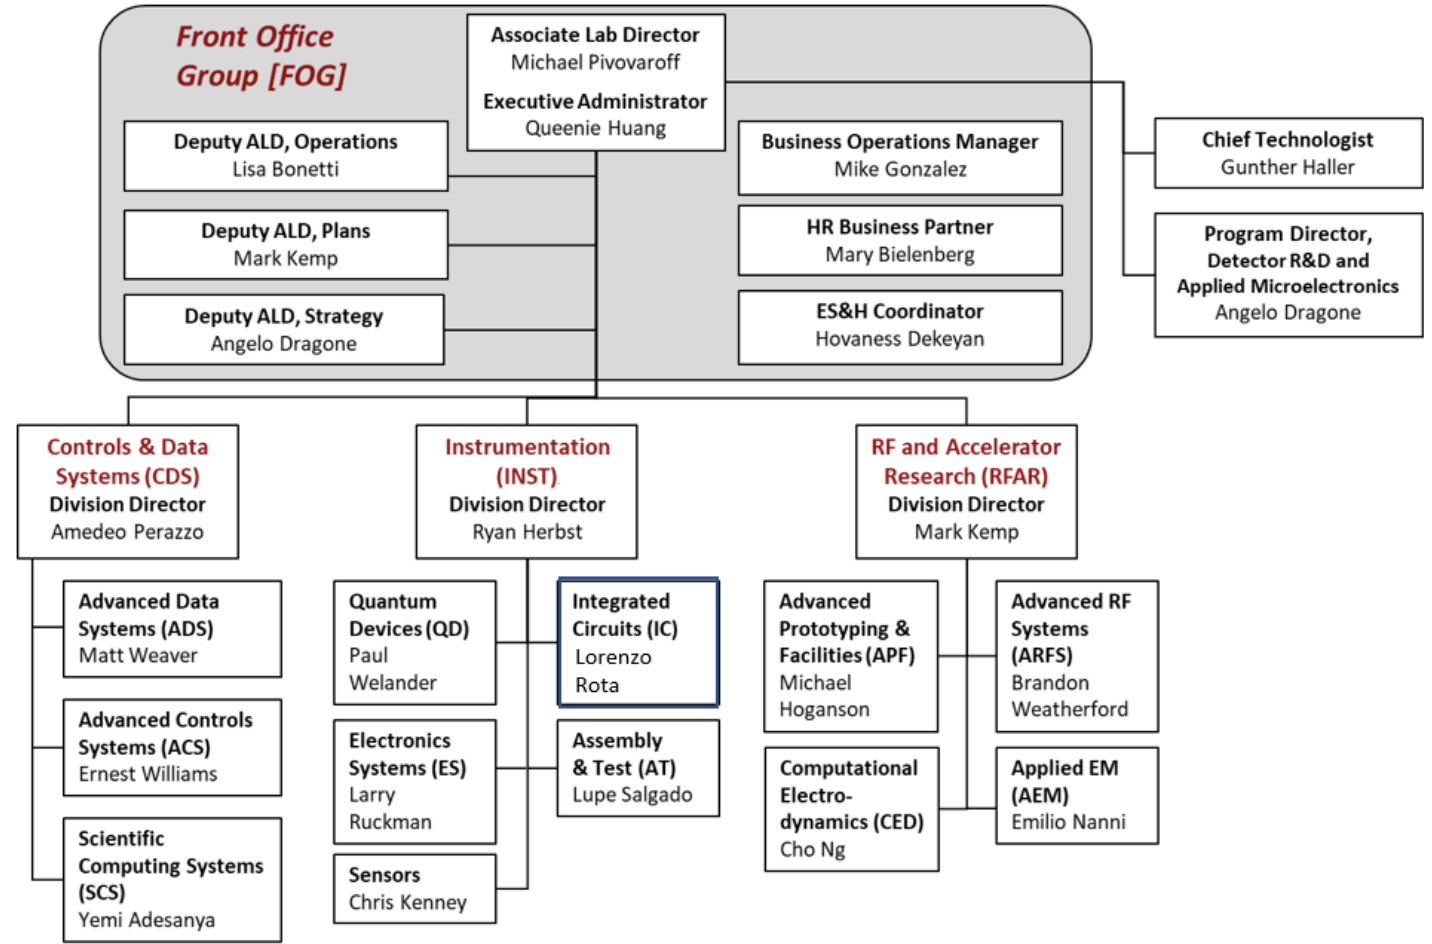 Front Office
Group [FOG]
Associate Lab Director
Michael Pivovaroff
Executive Administrator
Queenie Huang
Deputy ALD, Operations
Lisa Bonetti
Deputy ALD, Plans
Mark Kemp
Deputy ALD, Strategy
Angelo Dragone
Business Operations Manager
Mike Gonzalez
HR Business Partner
Mary Bielenberg
ES&H Coordinator
Hovaness Dekeyan
Chief Technologist
Gunther Haller
Program Director,
Detector R&D and
Applied Microelectronics
Angelo Dragone
Controls & Data
Systems (CDS)
Division Director
Amedeo Perazzo
Advanced Data
Systems (ADS)
Matt Weaver
Advanced Controls
Systems (ACS)
Ernest Williams
Scientific
Computing Systems
(SCS)
Yemi Adesanya
Instrumentation
(INST)
Division Director
Ryan Herbst
Quantum
Devices (QD)
Paul
Welander
Integrated
Circuits (IC)
Lorenzo
Rota
Electronics
Systems (ES)
Larry
Ruckman
Assembly
& Test (AT)
Lupe Salgado
Sensors
Chris Kenney
RF and Accelerator
Research (RFAR)
Division Director
Mark Kemp
Advanced
Prototyping &
Facilities (APF)
Michael
Hoganson
Advanced RF
Systems
(ARFS)
Brandon
Weatherford
Computational
Electro-
dynamics (CED)
Cho Ng
Applied EM
(AEM)
Emilio Nanni